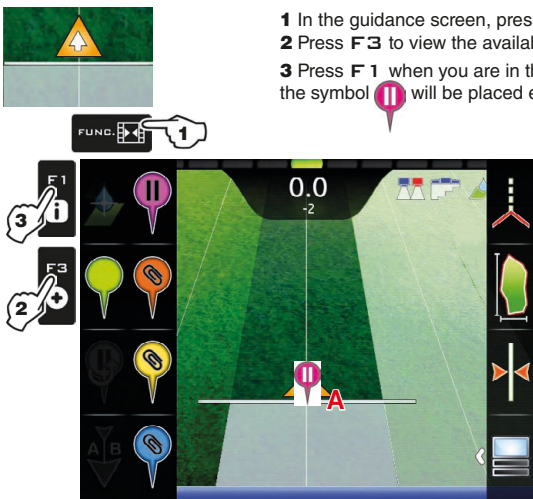 1 In the guidance screen, pres
2 Press F3 to view the availal
3 Press F1 when you are in th
the symbol will be placed e
FUNC.
1
F1
3
F3
2
0.0
-2
A
A B